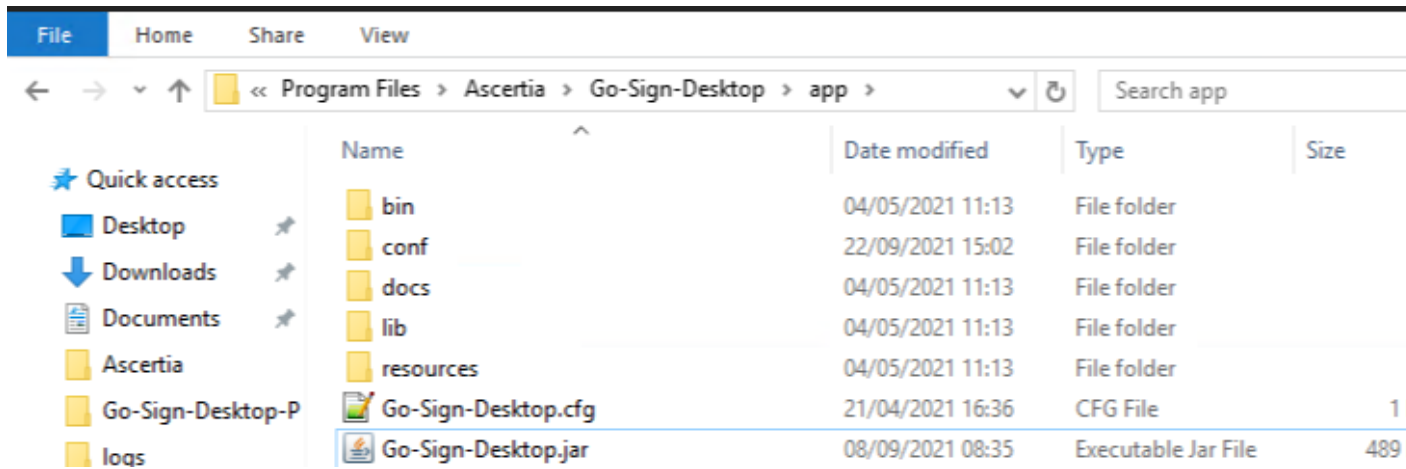 File Home Share View
« Program Files > Ascertia > Go-Sign-Desktop > app > Search app
Name Date modified Type Size
Quick access
bin 04/05/2021 11:13 File folder
Desktop
conf 22/09/2021 15:02 File folder
Downloads
docs 04/05/2021 11:13 File folder
Documents
lib 04/05/2021 11:13 File folder
Ascertia
resources 04/05/2021 11:13 File folder
Go-Sign-Desktop-P
Go-Sign-Desktop.cfg 21/04/2021 16:36 CFG File 1
logs
Go-Sign-Desktop.jar 08/09/2021 08:35 Executable Jar File 489